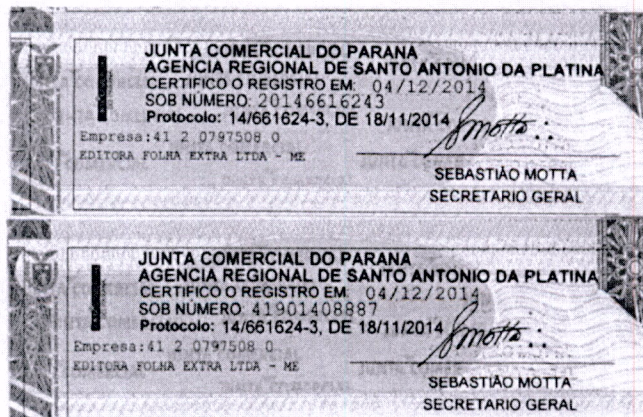 JUNTA COMERCIAL DO PARANA
AGENCIA REGIONAL DE SANTO ANTONIO DA PLATINA
CERTIFICO O REGISTRO EM: 04/12/2014
SOB NÚMERO: 20146616243
Protocolo: 14/661624-3, DE 18/11/2014
Empresa:41 2 0797508 0
EDITORA FOLHA EXTRA LTDA - ME
SEBASTIÃO MOTTA
SECRETARIO GERAL
JUNTA COMERCIAL DO PARANA
AGENCIA REGIONAL DE SANTO ANTONIO DA PLATINA
CERTIFICO O REGISTRO EM: 04/12/2014
SOB NÚMERO: 41901408887
Protocolo: 14/661624-3, DE 18/11/2014
Empresa:41 2 0797508 0
EDITORA FOLHA EXTRA LTDA - ME
SEBASTIÃO MOTTA
SECRETARIO GERAL